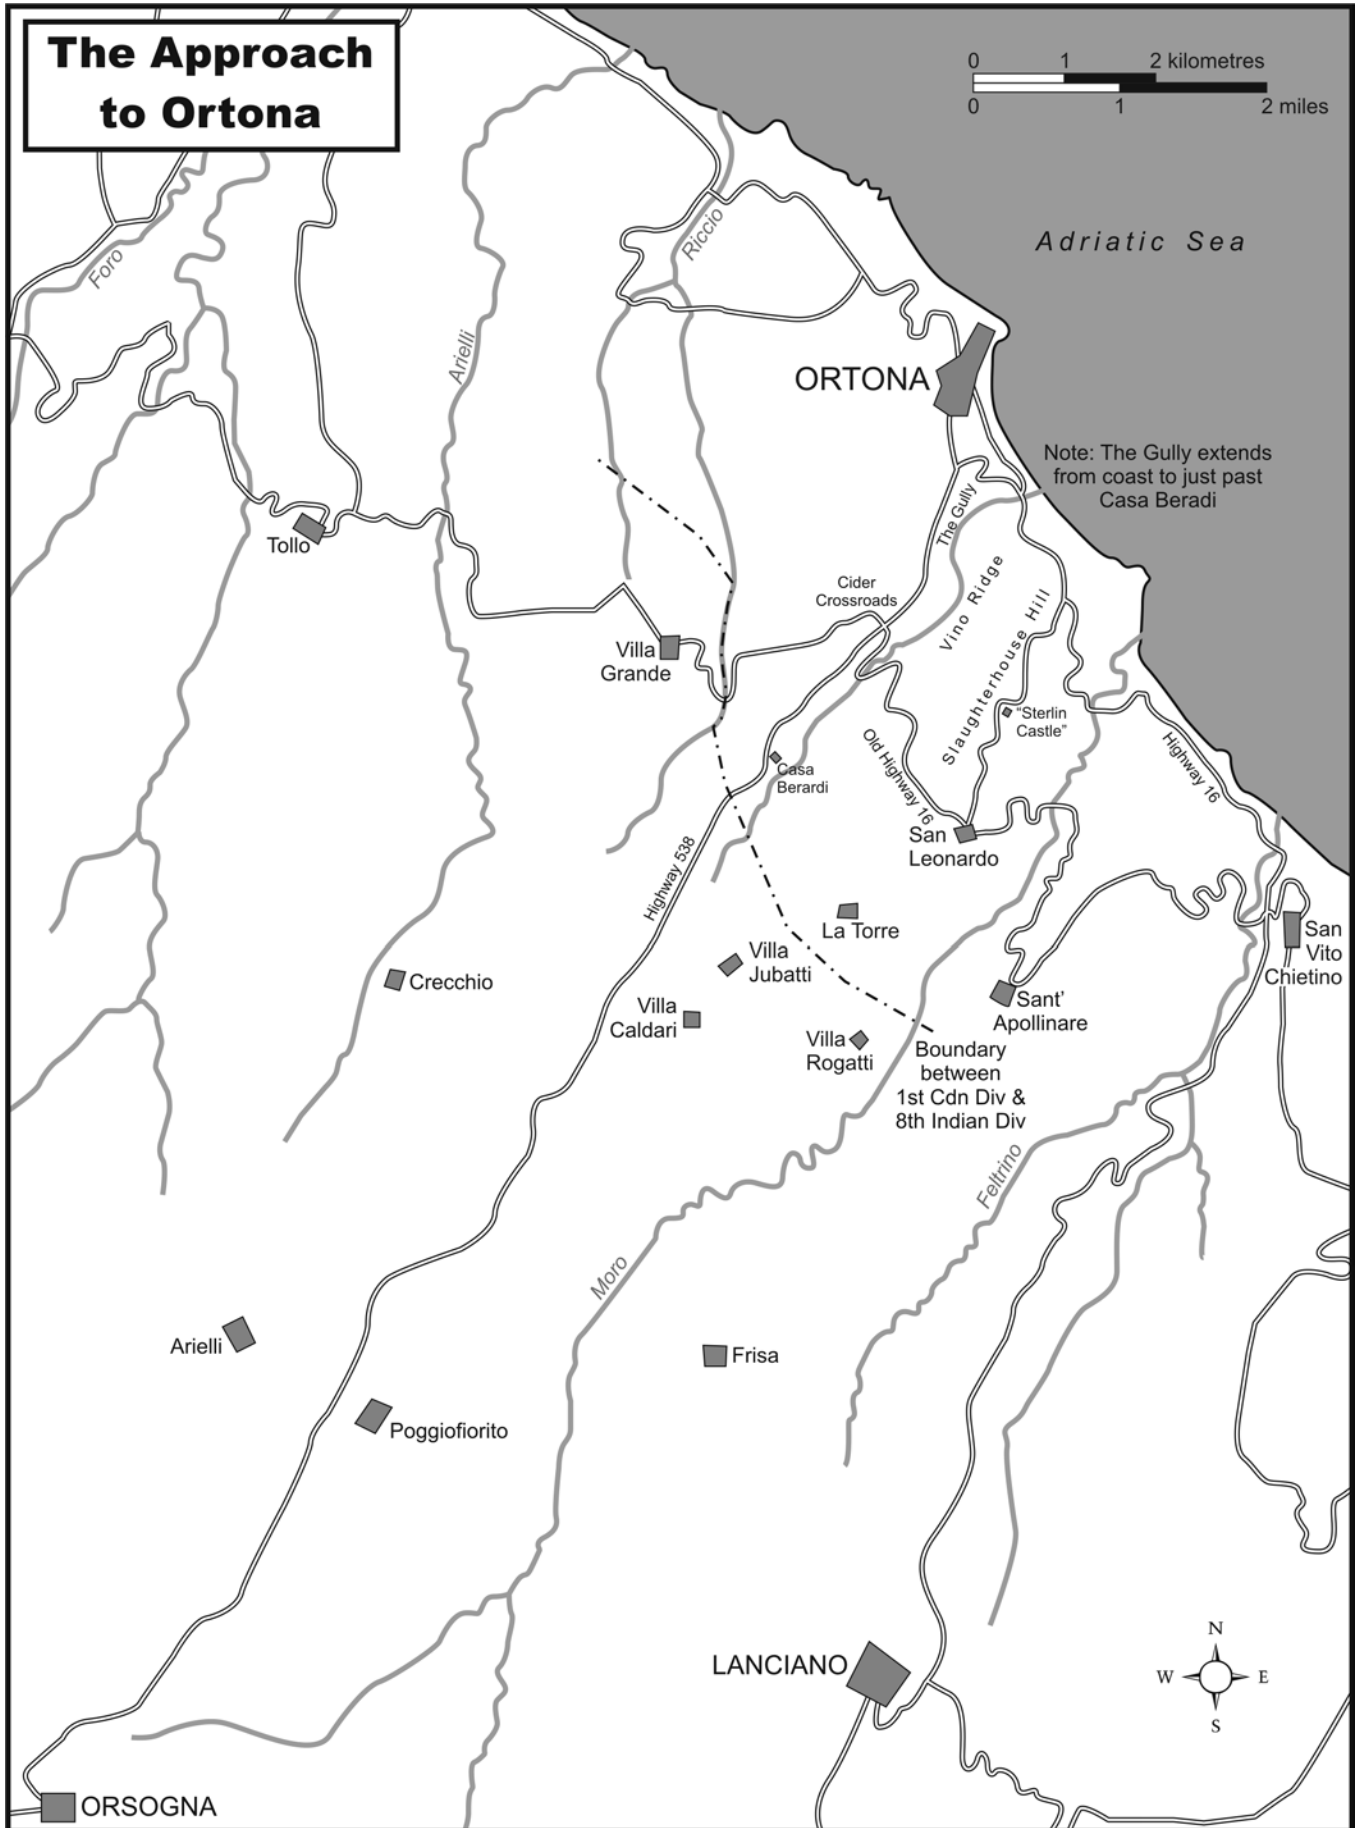 The Approach
to Ortona
0 1 2 kilometres
0 1 2 miles
Adriatic Sea
Foro
Riccio
Arielli
ORTONA
Note: The Gully extends
from coast to just past
Casa Beradi
The Gully
Tollo
Vino Ridge
Cider
Crossroads
Slaughterhouse Hill
Villa
Grande
"Sterlin
Castle"
Old Highway 16
Highway 16
Casa
Berardi
San
Leonardo
Highway 538
La Torre
San
Vito
Chietino
Villa
Jubatti
Crecchio
Sant'
Apollinare
Villa
Caldari
Villa
Rogatti
Boundary
between
1st Cdn Div &
8th Indian Div
Feltrino
Moro
Arielli
Frisa
Poggiofiorito
LANCIANO
N
W E
S
ORSOGNA